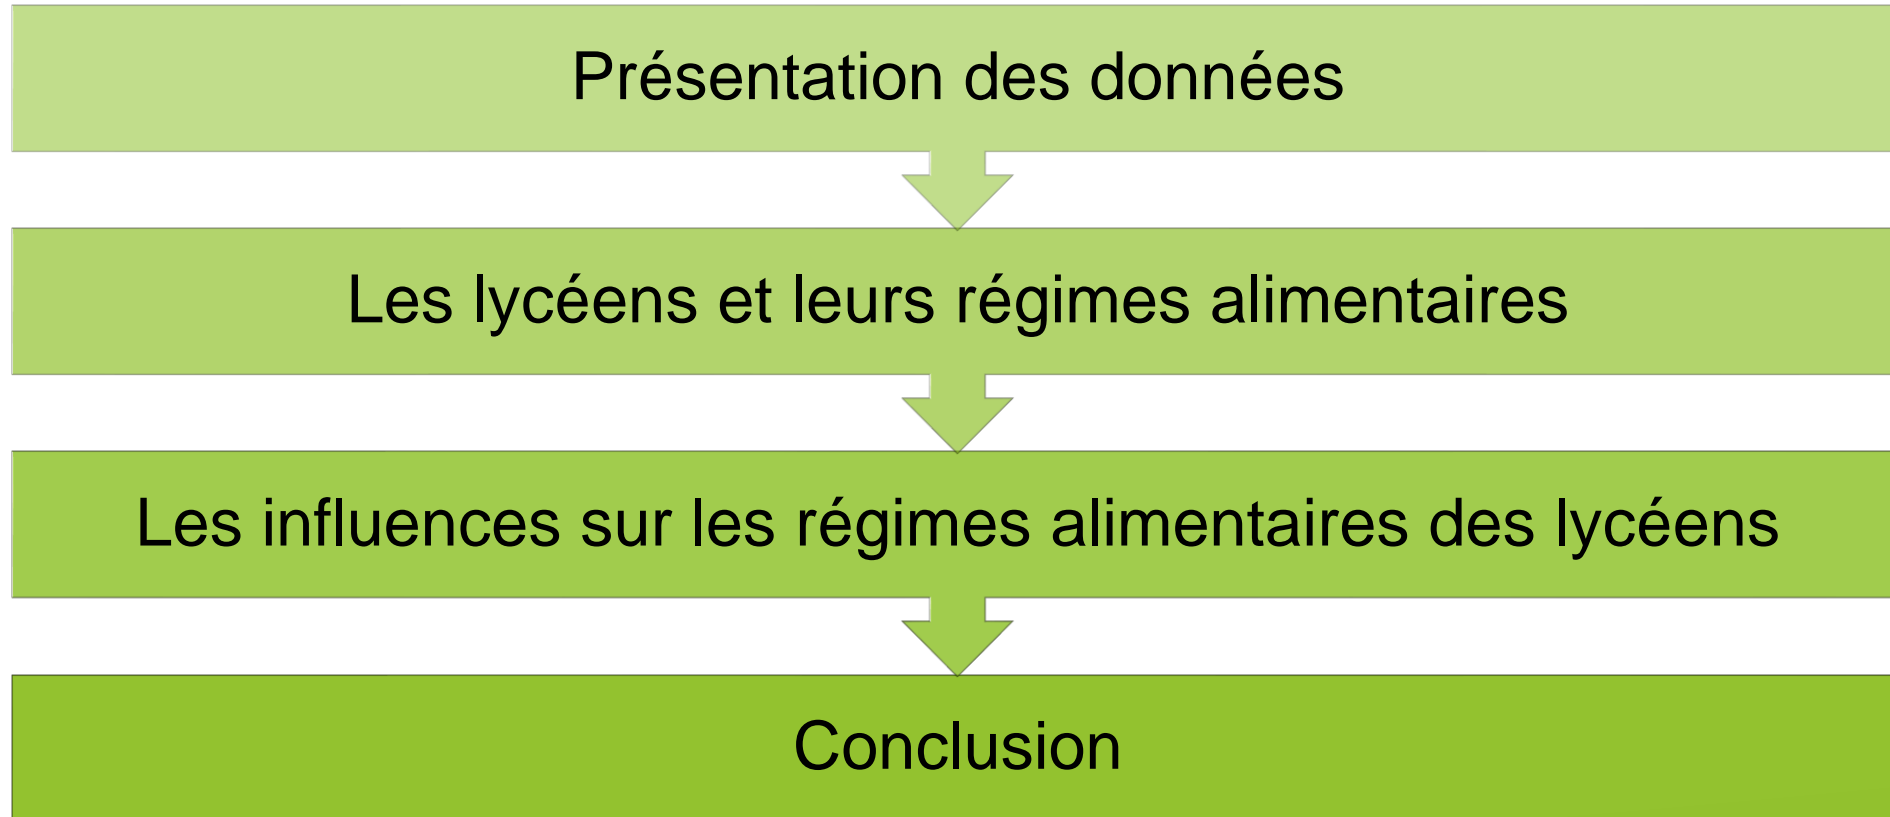 Présentation des données
Les lycéens et leurs régimes alimentaires
Les influences sur les régimes alimentaires des lycéens
Conclusion